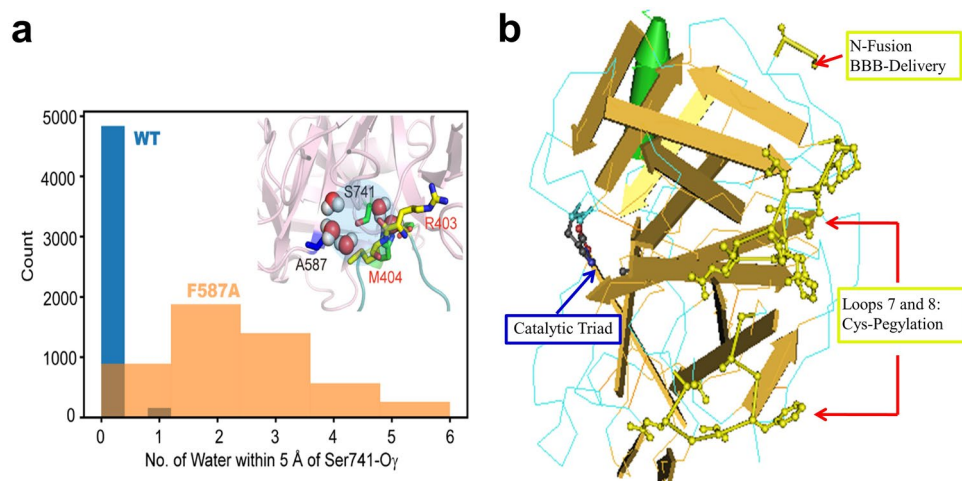 a
5000
4000
3000
2000
1000
0
Count
WT
F587A
S741
R403
A587
M404
0 1 2 3 4 5 6
No. of Water within 5 Å of Ser741-Oγ
b
N-Fusion
BBB-Delivery
Catalytic Triad
Loops 7 and 8:
Cys-Pegylation